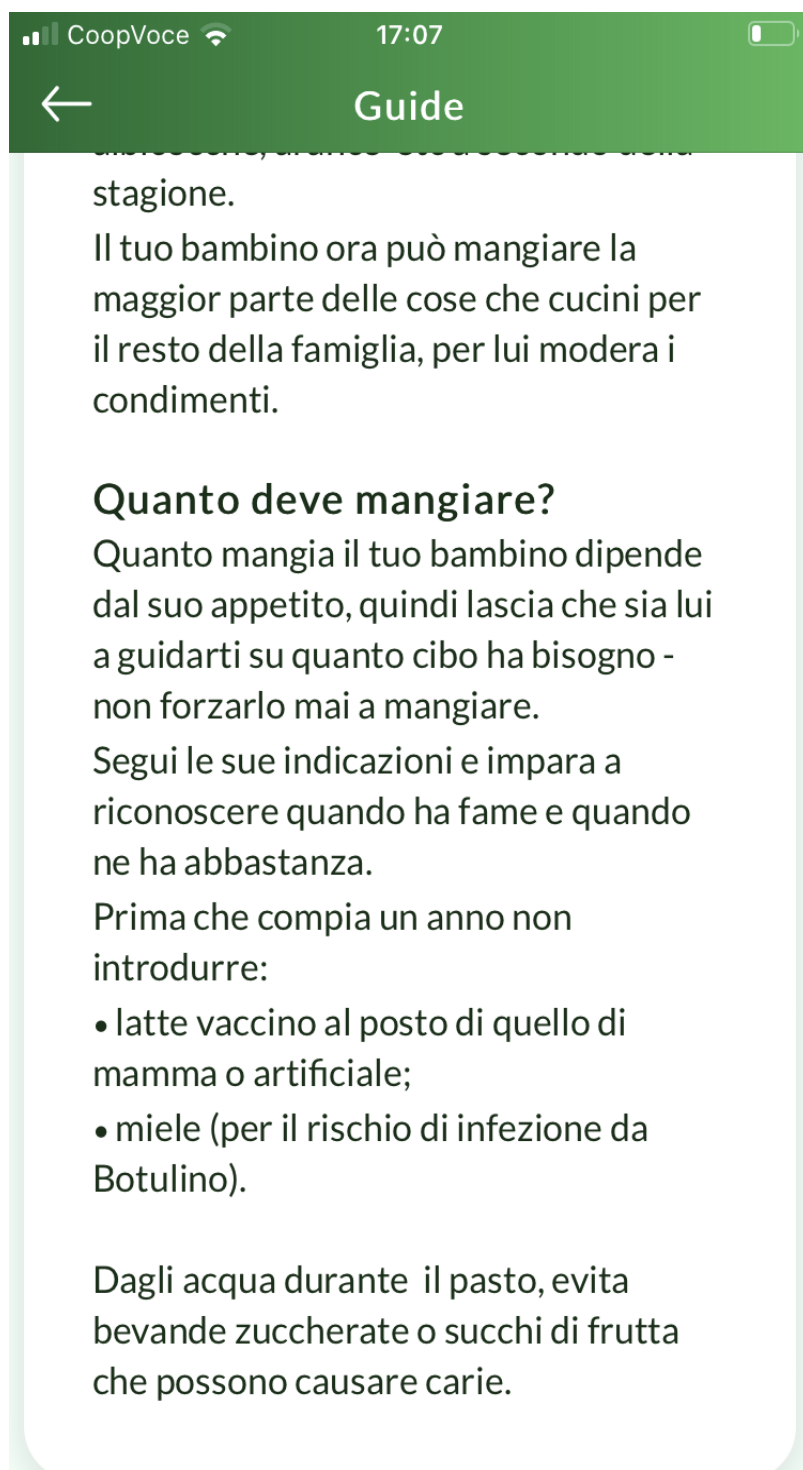 CoopVoce
17:07
Guide
stagione.
Il tuo bambino ora può mangiare la
maggior parte delle cose che cucini per
il resto della famiglia, per lui modera i
condimenti.
Quanto deve mangiare?
Quanto mangia il tuo bambino dipende
dal suo appetito, quindi lascia che sia lui
a guidarti su quanto cibo ha bisogno -
non forzarlo mai a mangiare.
Segui le sue indicazioni e impara a
riconoscere quando ha fame e quando
ne ha abbastanza.
Prima che compia un anno non
introdurre:
• latte vaccino al posto di quello di
mamma o artificiale;
• miele (per il rischio di infezione da
Botulino).
Dagli acqua durante  il pasto, evita
bevande zuccherate o succhi di frutta
che possono causare carie.